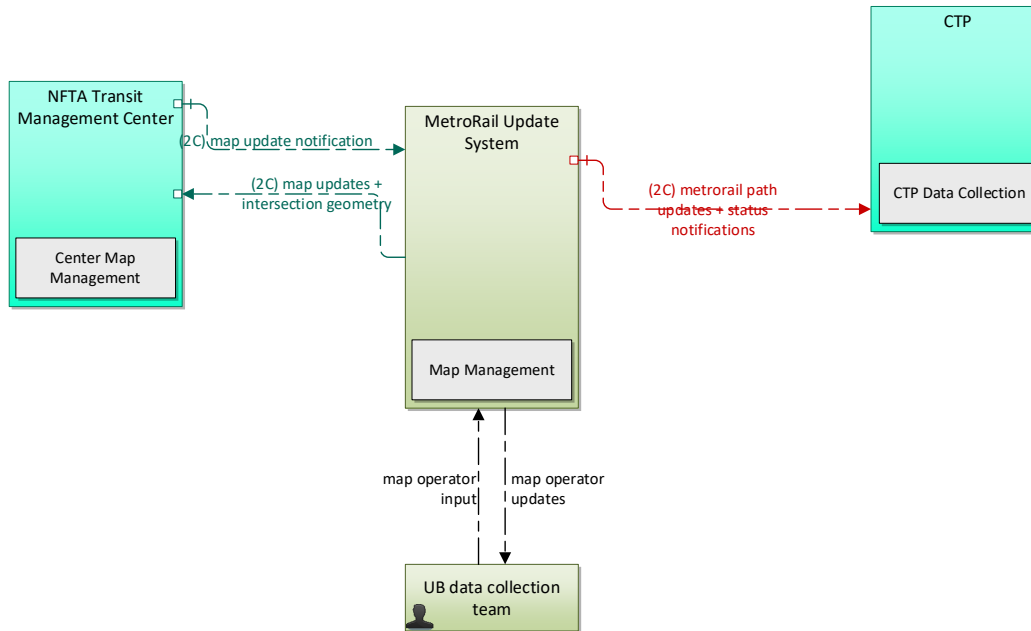 CTP
NFTA Transit
Management Center
MetroRail Update
System
(2C) map update notification
(2C) map updates +
intersection geometry
(2C) metrorail path
updates + status
notifications
CTP Data Collection
Center Map
Management
Map Management
map operator
input
map operator
updates
UB data collection
team